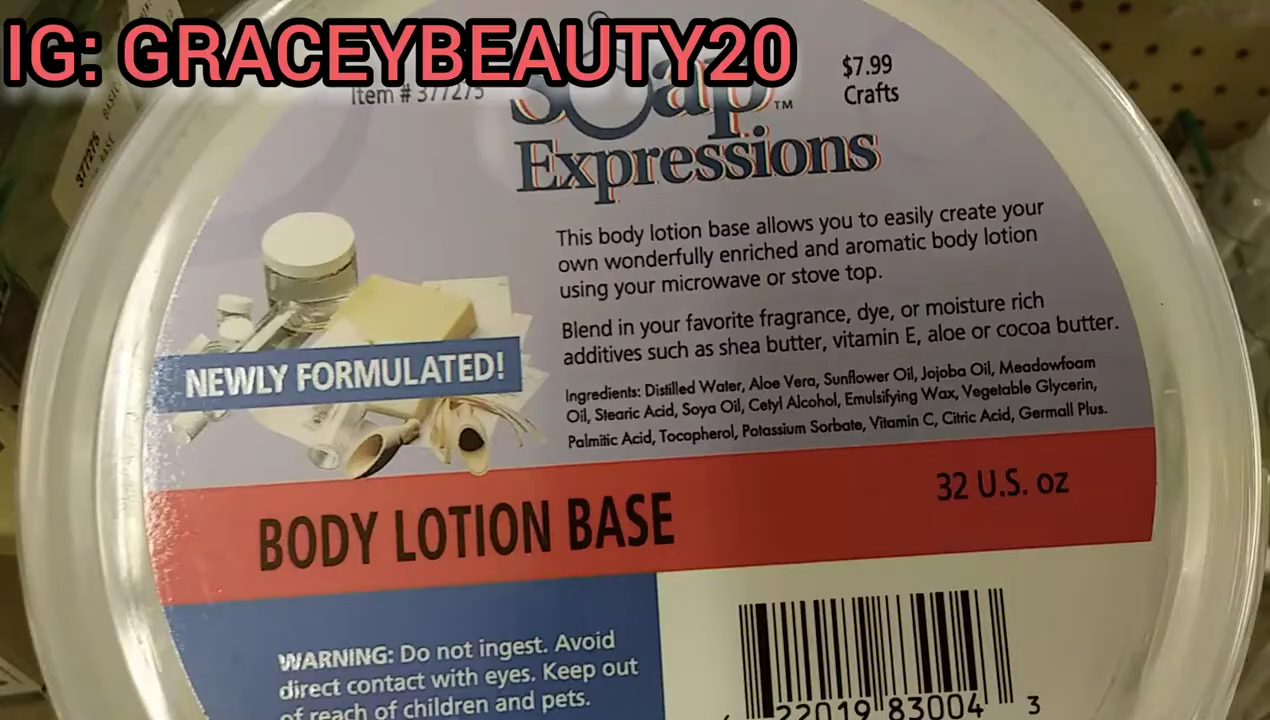 IG: GRACEYBEAUTY20
Item # 377275
$7.99
Crafts
Soap™
Expressions
377275
BASE
This body lotion base allows you to easily create your
own wonderfully enriched and aromatic body lotion
using your microwave or stove top.
Blend in your favorite fragrance, dye, or moisture rich
additives such as shea butter, vitamin E, aloe or cocoa butter.
Ingredients: Distilled Water, Aloe Vera, Sunflower Oil, Jojoba Oil, Meadowfoam
Oil, Stearic Acid, Soya Oil, Cetyl Alcohol, Emulsifying Wax, Vegetable Glycerin,
Palmitic Acid, Tocopherol, Potassium Sorbate, Vitamin C, Citric Acid, Germall Plus.
NEWLY FORMULATED!
BODY LOTION BASE
32 U.S. oz
WARNING: Do not ingest. Avoid
direct contact with eyes. Keep out
of reach of children and pets.
22019 83004 3